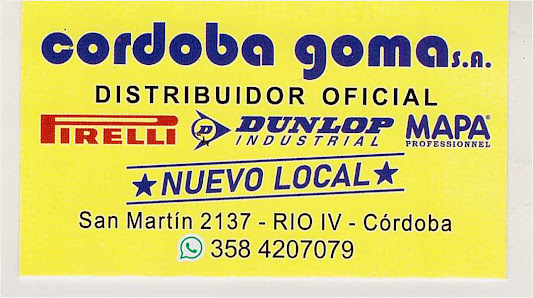 cordoba goma s.a.
DISTRIBUIDOR OFICIAL
PIRELLI D DUNLOP INDUSTRIAL MAPA® PROFESSIONNEL
★ NUEVO LOCAL ★
San Martín 2137 - RIO IV - Córdoba
358 4207079